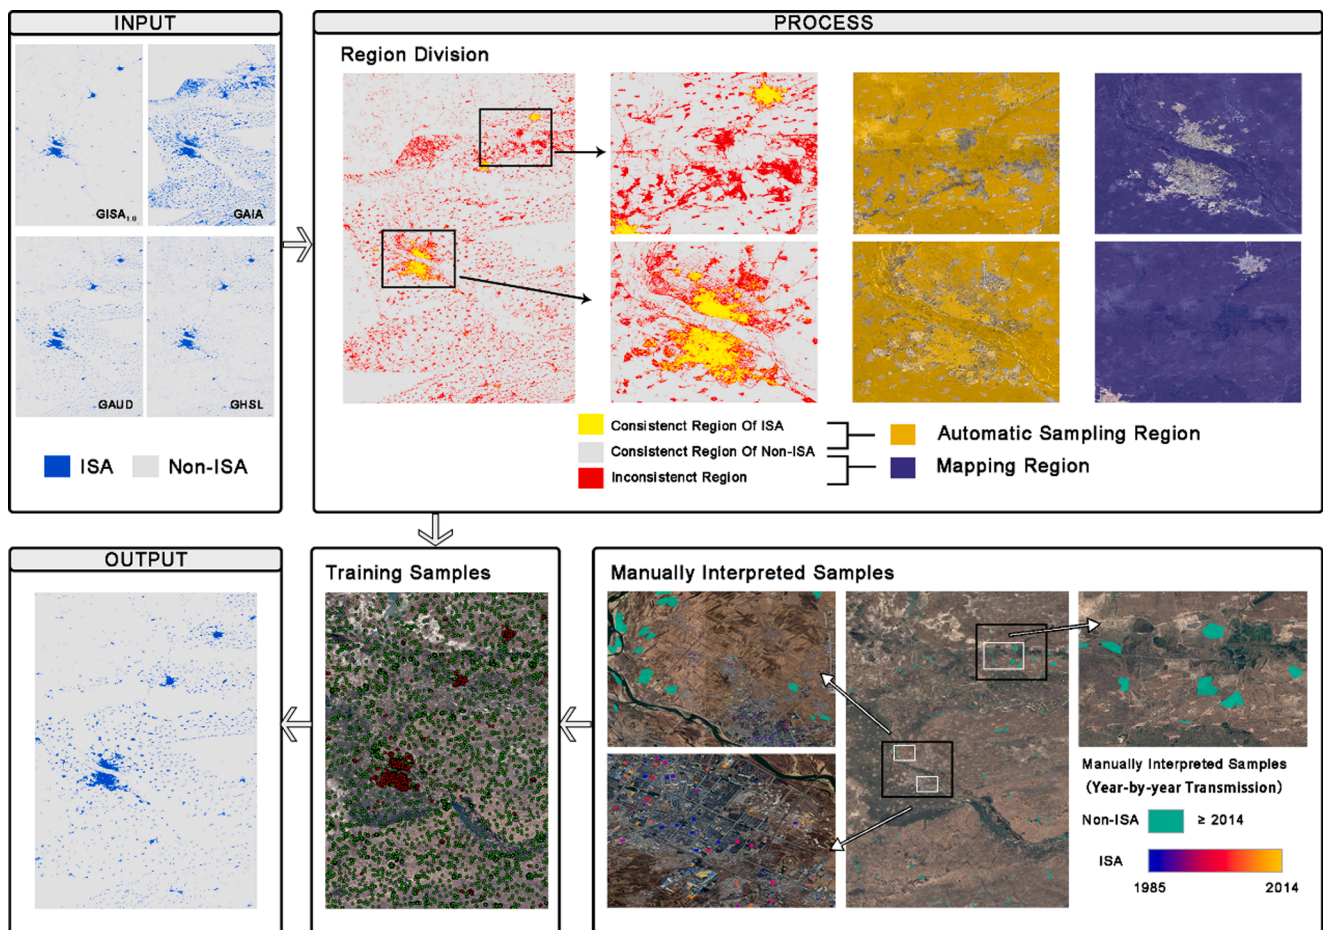 INPUT
GISA1.0
GAIA
GAUD
GHSL
ISA
Non-ISA
PROCESS
Region Division
Consistenct Region Of ISA
Consistenct Region Of Non-ISA
Inconsistenct Region
Automatic Sampling Region
Mapping Region
OUTPUT
Training Samples
Manually Interpreted Samples
Manually Interpreted Samples
(Year-by-year Transmission)
Non-ISA
≥ 2014
ISA
1985
2014